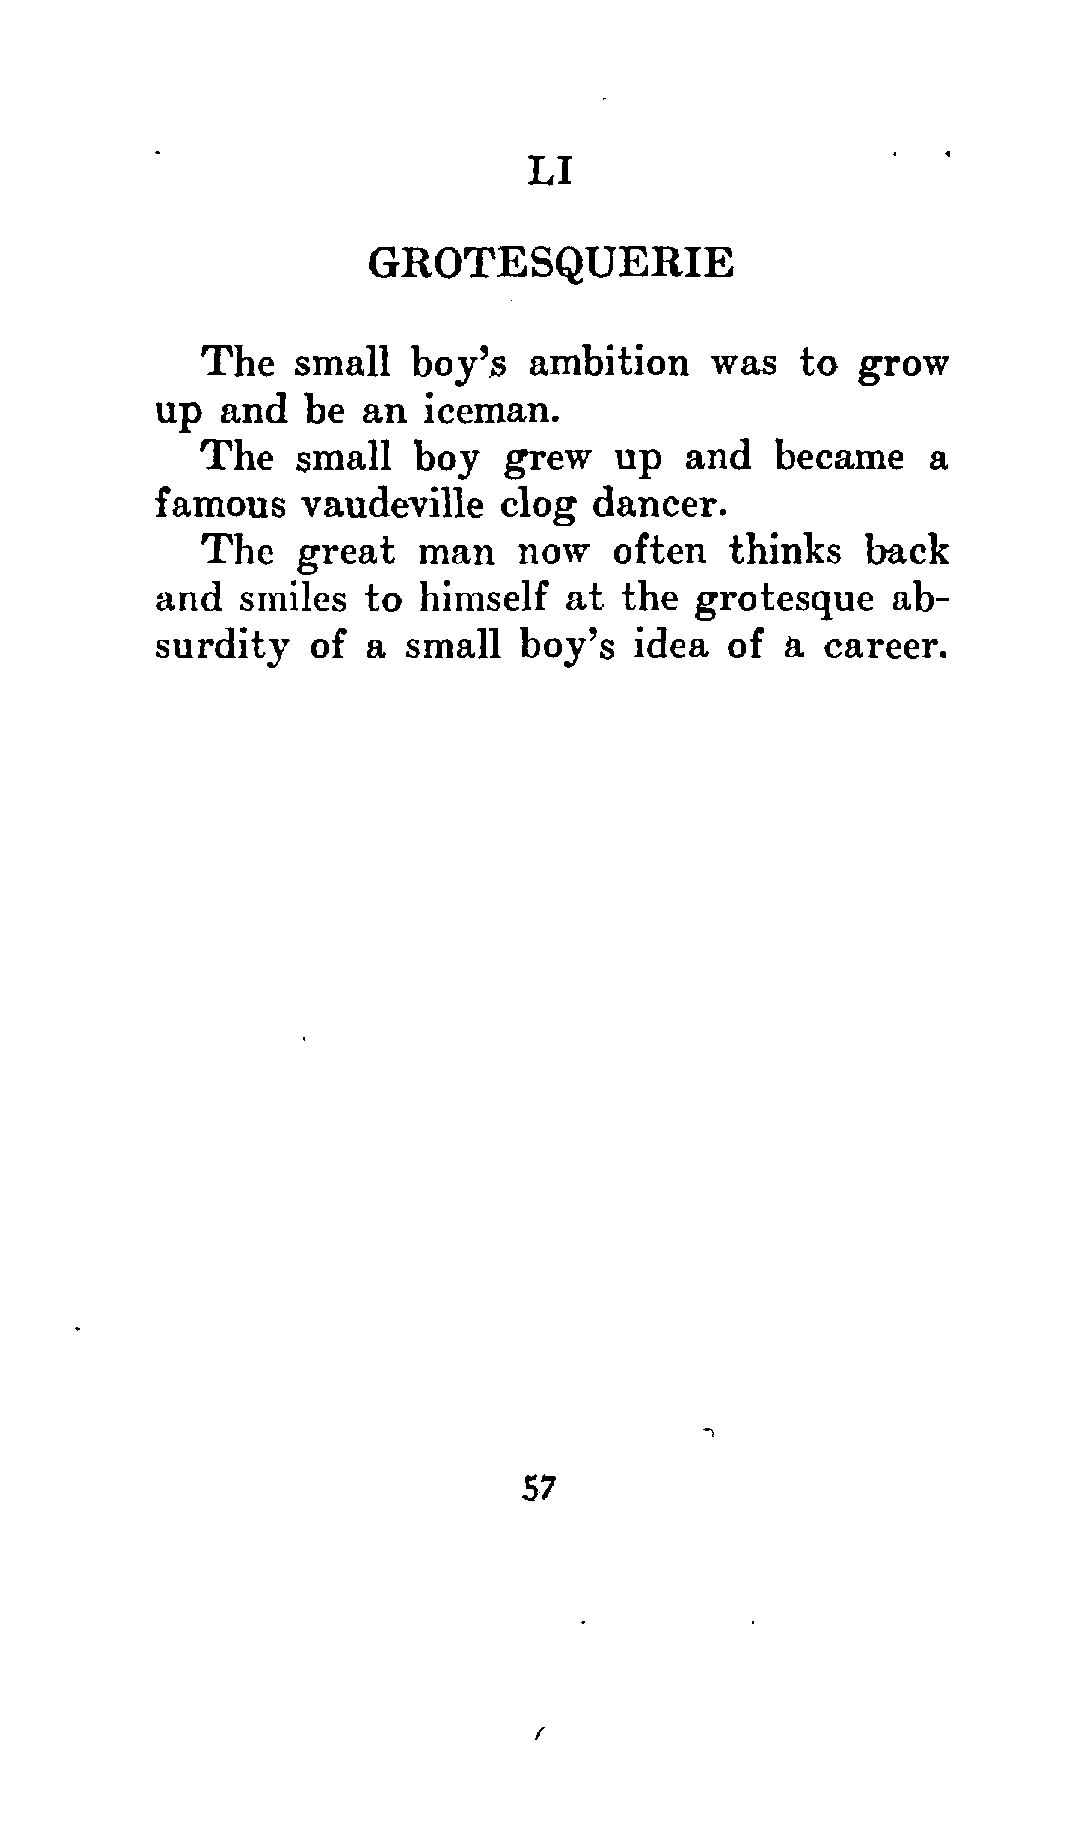 LI
GROTESQUERIE
The small boy's ambition was to grow
up and be an iceman.
The small boy grew up and became a
famous vaudeville clog dancer.
The great man now often thinks back
and smiles to himself at the grotesque ab-
surdity of a small boy's idea of a career.
57